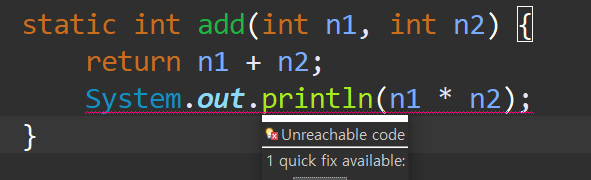 static int add(int n1, int n2) {
return n1 + n2;
System.out.println(n1 * n2);
}
Unreachable code
1 quick fix available: